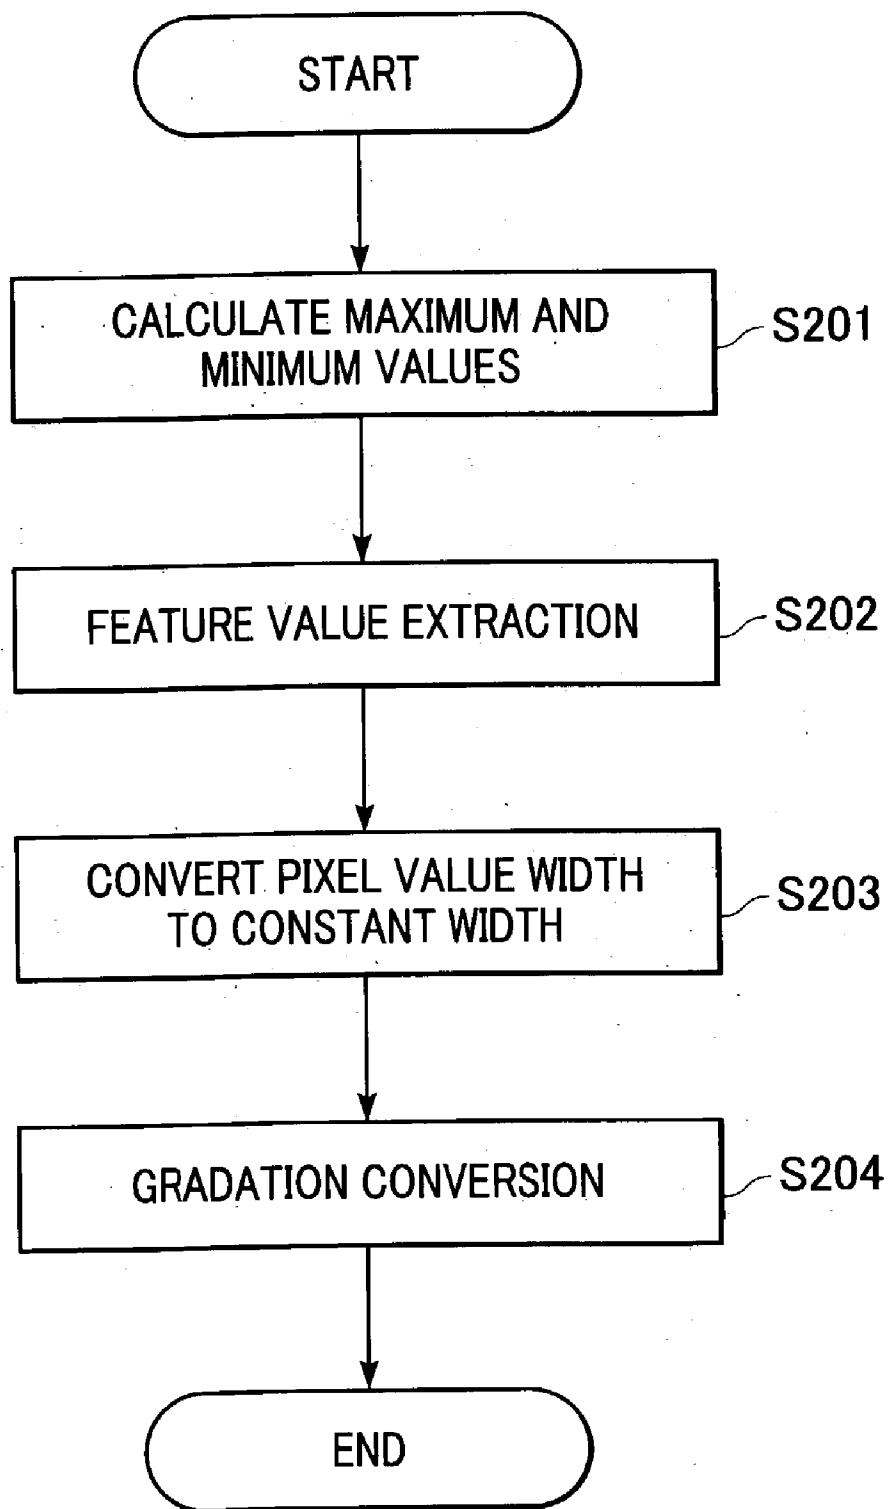 START
CALCULATE MAXIMUM AND
MINIMUM VALUES
S201
FEATURE VALUE EXTRACTION
S202
CONVERT PIXEL VALUE WIDTH
TO CONSTANT WIDTH
S203
GRADATION CONVERSION
S204
END